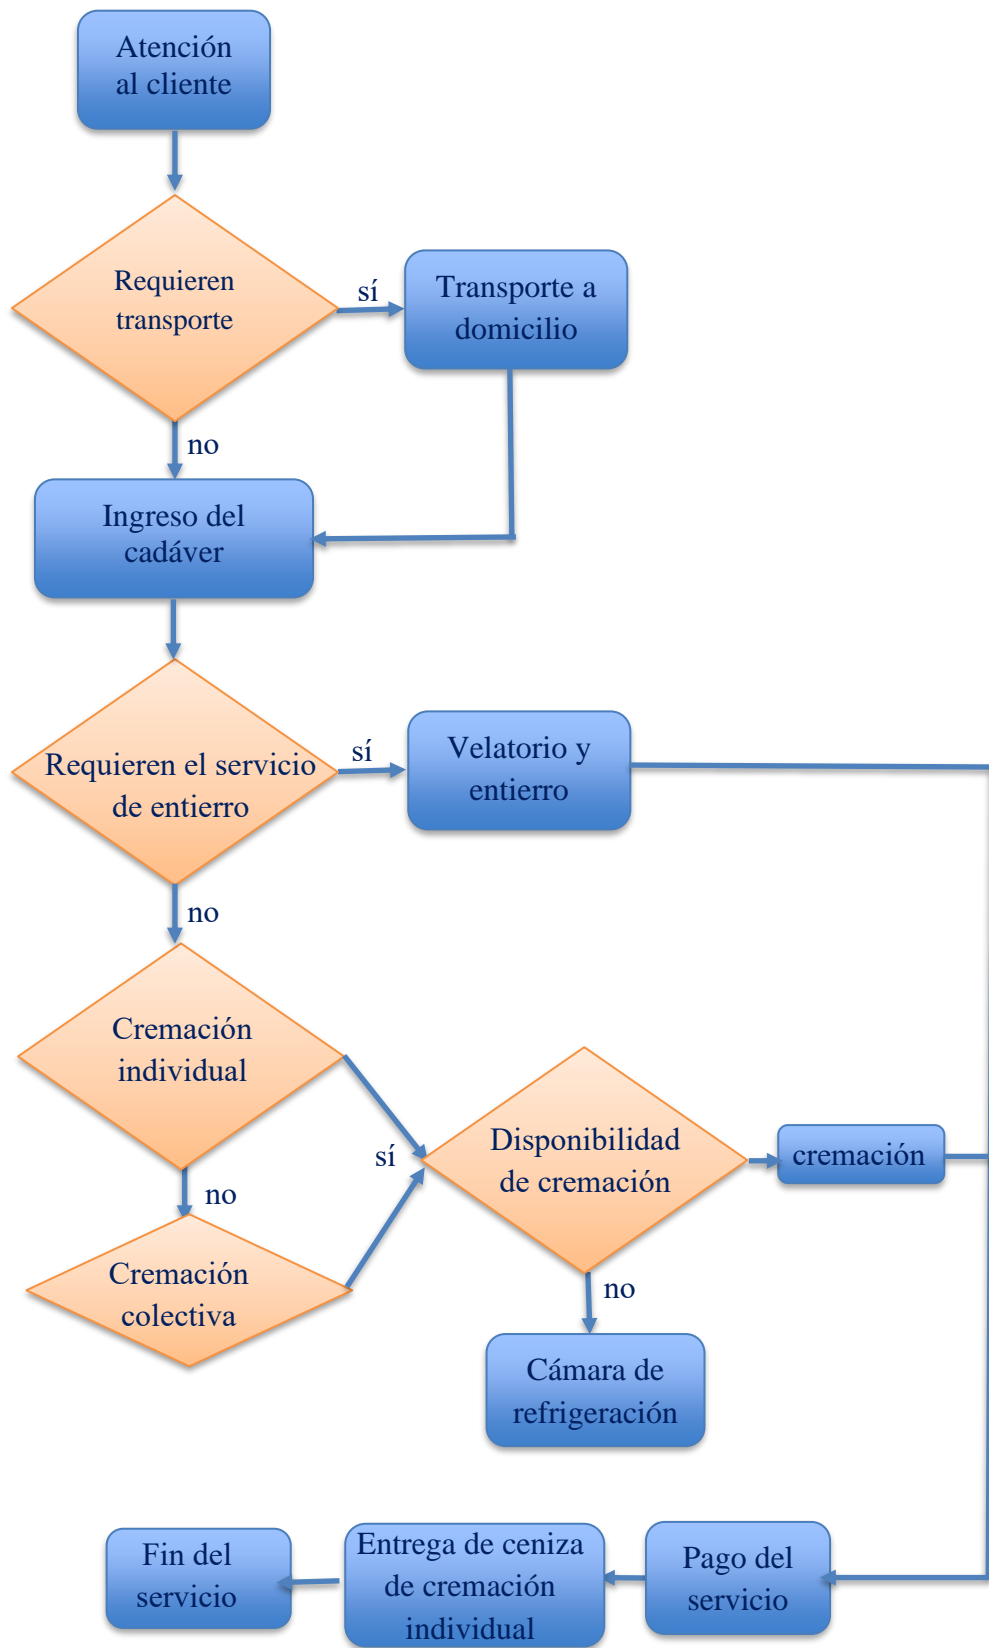 Atención
al cliente
Requieren
transporte
sí
Transporte a
domicilio
no
Ingreso del
cadáver
Requieren el servicio
de entierro
sí
Velatorio y
entierro
no
Cremación
individual
sí
Disponibilidad
de cremación
cremación
no
Cremación
colectiva
no
Cámara de
refrigeración
Fin del
servicio
Entrega de ceniza
de cremación
individual
Pago del
servicio